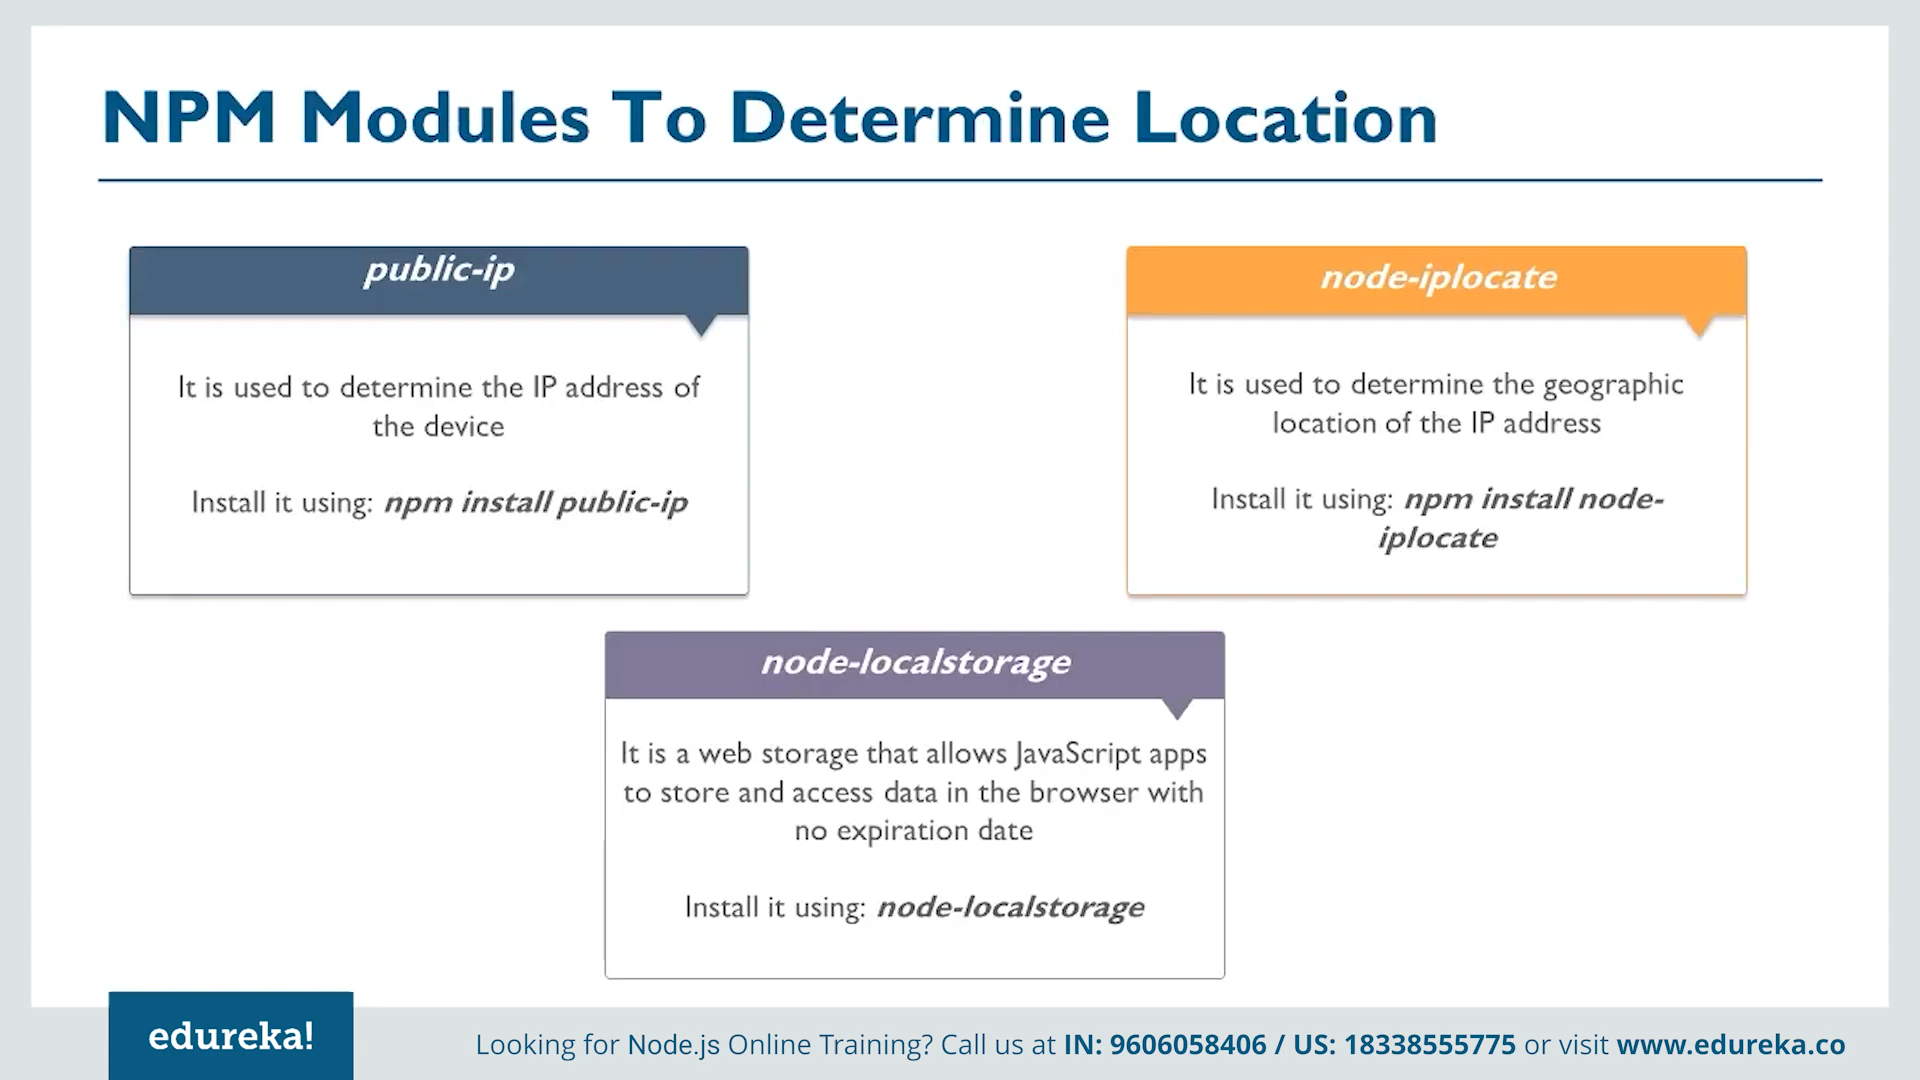 NPM Modules To Determine Location
public-ip
It is used to determine the IP address of
the device
Install it using: npm install public-ip
node-iplocate
It is used to determine the geographic
location of the IP address
Install it using: npm install node-
iplocate
node-localstorage
It is a web storage that allows JavaScript apps
to store and access data in the browser with
no expiration date
Install it using: node-localstorage
edureka!
Looking for Node.js Online Training? Call us at IN: 9606058406 / US: 18338555775 or visit www.edureka.co